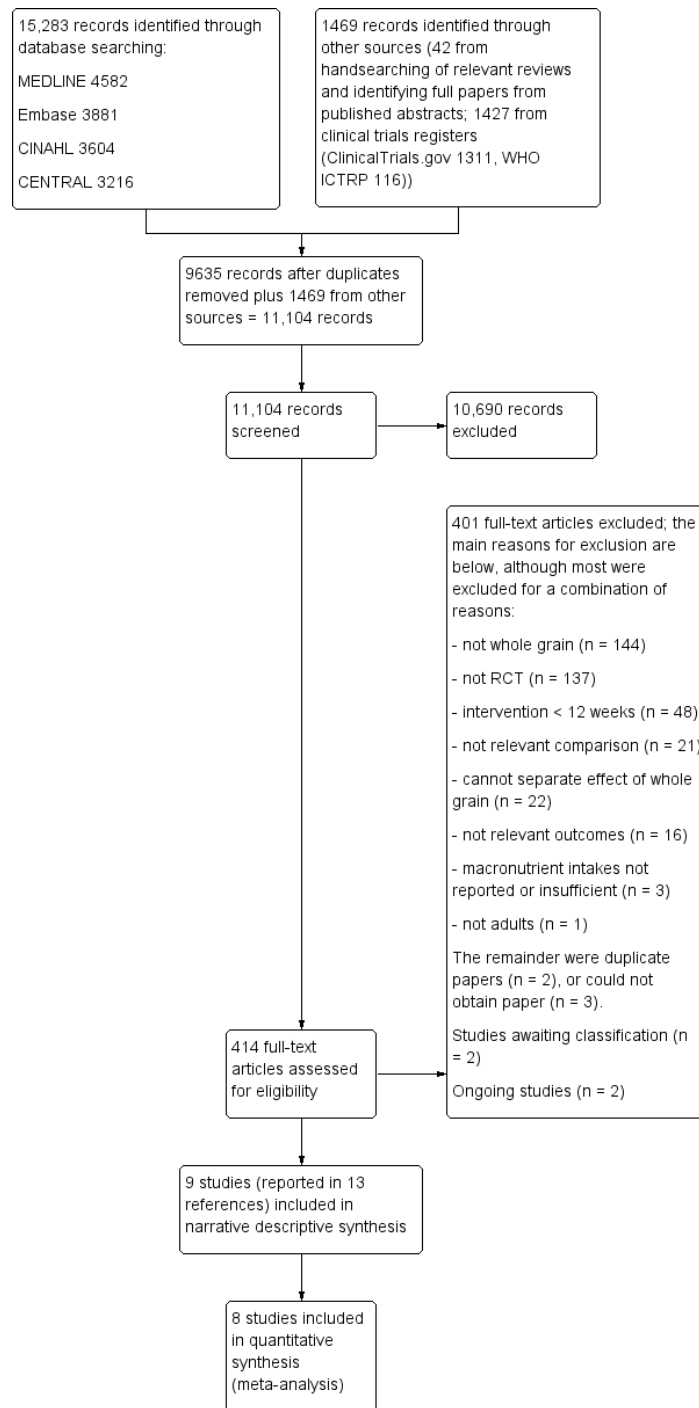 15,283 records identified through
database searching:
MEDLINE 4582
Embase 3881
CINAHL 3604
CENTRAL 3216
1469 records identified through
other sources (42 from
handsearching of relevant reviews
and identifying full papers from
published abstracts; 1427 from
clinical trials registers
(ClinicalTrials.gov 1311, WHO
ICTRP 116))
9635 records after duplicates
removed plus 1469 from other
sources = 11,104 records
11,104 records
screened
10,690 records
excluded
401 full-text articles excluded; the
main reasons for exclusion are
below, although most were
excluded for a combination of
reasons:
- not whole grain (n = 144)
- not RCT (n = 137)
- intervention < 12 weeks (n = 48)
- not relevant comparison (n = 21)
- cannot separate effect of whole
grain (n = 22)
- not relevant outcomes (n = 16)
- macronutrient intakes not
reported or insufficient (n = 3)
- not adults (n = 1)
The remainder were duplicate
papers (n = 2), or could not
obtain paper (n = 3).
Studies awaiting classification (n
= 2)
Ongoing studies (n = 2)
414 full-text
articles assessed
for eligibility
9 studies (reported in 13
references) included in
narrative descriptive synthesis
8 studies included
in quantitative
synthesis
(meta-analysis)